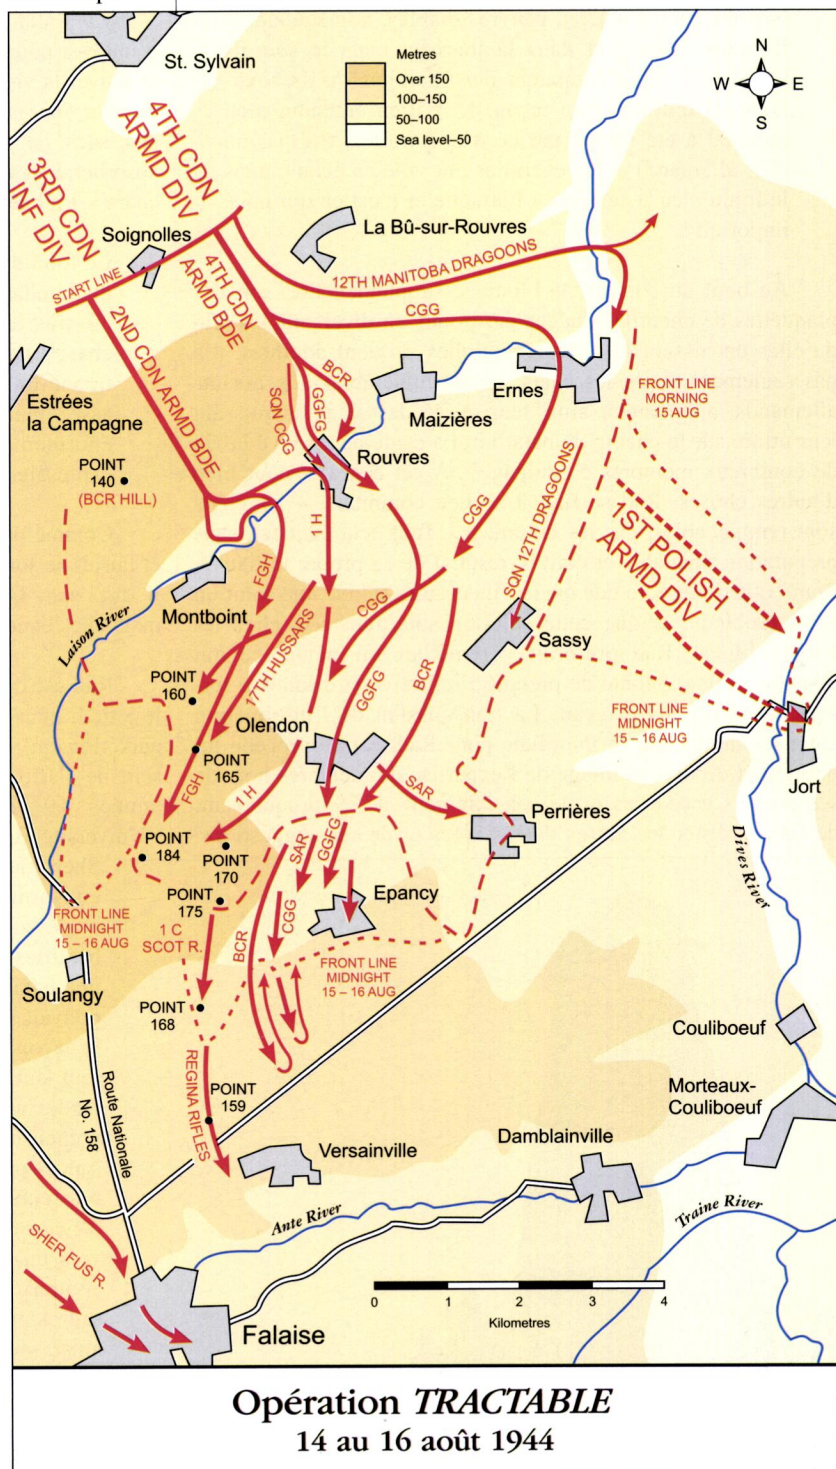 St. Sylvain
Metres
Over 150
100–150
50–100
Sea level–50
N
W E
S
4TH CDN
ARMD DIV
3RD CDN
INF DIV
Soignolles
START LINE
La Bû-sur-Rouvres
12TH MANITOBA DRAGOONS
4TH CDN
ARMD BDE
2ND CDN ARMD BDE
CGG
BCR
GGFG
SQN CGG
Estrées
la Campagne
Maizières
Ernes
FRONT LINE
MORNING
15 AUG
Rouvres
POINT
140
(BCR HILL)
1 H
CGG
SQN 12TH DRAGOONS
1ST POLISH
ARMD DIV
FGH
Montboint
Laison River
17TH HUSSARS
CGG
GGFG
BCR
Sassy
POINT
160
Olendon
FRONT LINE
MIDNIGHT
15 – 16 AUG
POINT
165
FGH
1 H
SAR
Jort
Perrières
POINT
184
POINT
170
SAR
GGFG
Dives River
POINT
175
Epancy
CGG
BCR
FRONT LINE
MIDNIGHT
15 – 16 AUG
1 C
SCOT R.
FRONT LINE
MIDNIGHT
15 – 16 AUG
Soulangy
POINT
168
Couliboeuf
REGINA RIFLES
POINT
159
Route Nationale
No. 158
Morteaux-
Couliboeuf
Versainville
Damblainville
Ante River
Traine River
SHER FUS R.
0 1 2 3 4
Kilometres
Falaise
Opération TRACTABLE
14 au 16 août 1944